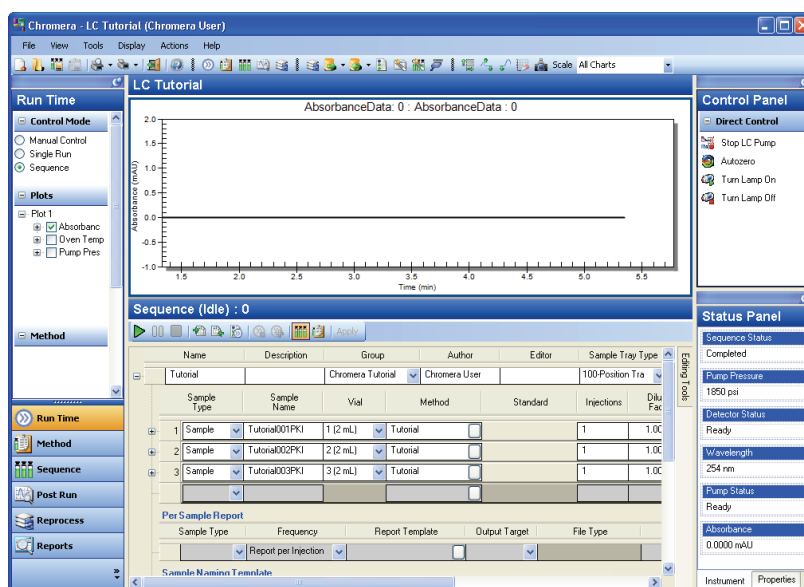 Chromera - LC Tutorial (Chromera User)
File View Tools Display Actions Help
Scale All Charts
Run Time
Control Mode
Manual Control
Single Run
Sequence
Plots
Plot 1
Absorbanc
Oven Temp
Pump Pres
Method
Run Time
Method
Sequence
Post Run
Reprocess
Reports
LC Tutorial
AbsorbanceData: 0 : AbsorbanceData : 0
Absorbance (mAU)
2.0
1.5
1.0
0.5
0.0
-0.5
-1.0
1.5 2.0 2.5 3.0 3.5 4.0 4.5 5.0 5.5
Time (min)
Sequence (Idle) : 0
Apply
Name Description Group Author Editor Sample Tray Type
Tutorial Chromera Tutorial Chromera User 100-Position Tra
Sample Type Sample Name Vial Method Standard Injections Dilu Fac
1 Sample Tutorial001PKI 1 (2 mL) Tutorial 1 1.00
2 Sample Tutorial002PKI 2 (2 mL) Tutorial 1 1.00
3 Sample Tutorial003PKI 3 (2 mL) Tutorial 1 1.00
Per Sample Report
Sample Type Frequency Report Template Output Target File Type
Report per Injection
Sample Naming Template
Editing Tools
Control Panel
Direct Control
Stop LC Pump
Autozero
Turn Lamp On
Turn Lamp Off
Status Panel
Sequence Status
Completed
Pump Pressure
1850 psi
Detector Status
Ready
Wavelength
254 nm
Pump Status
Ready
Absorbance
0.0000 mAU
Instrument Properties